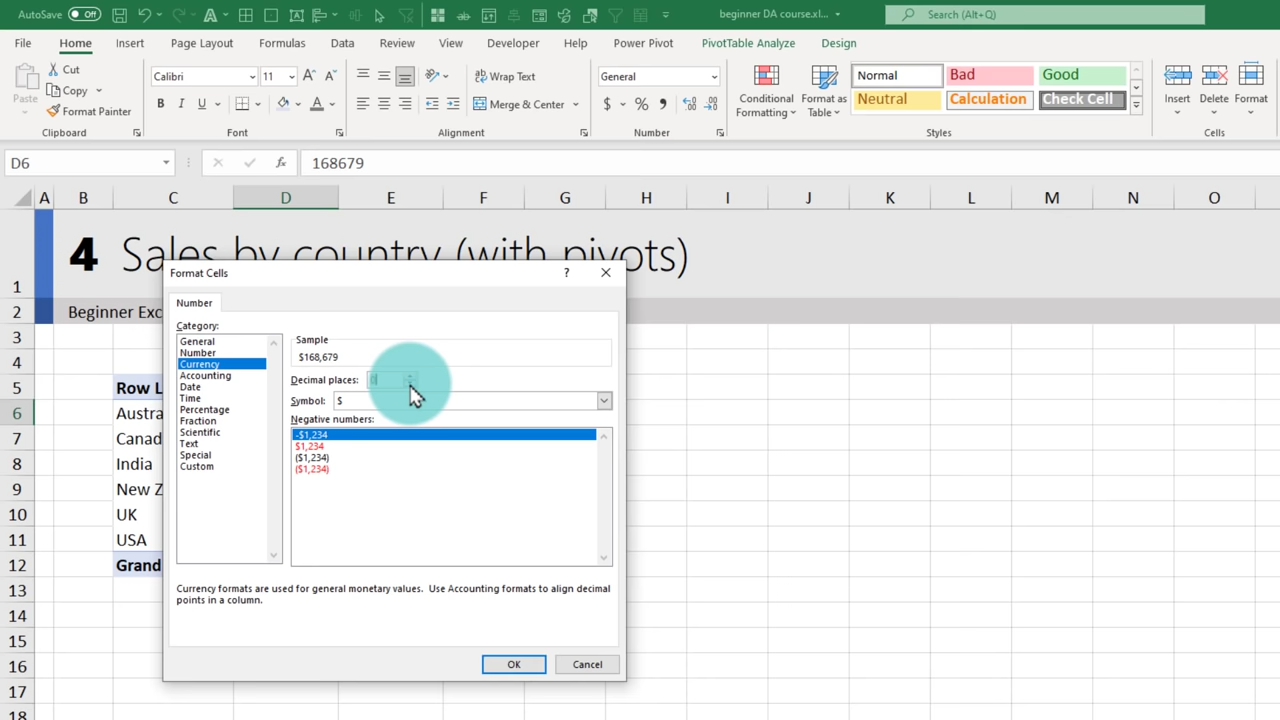 AutoSave Off beginner DA course.xl... Search (Alt+Q)
File Home Insert Page Layout Formulas Data Review View Developer Help Power Pivot PivotTable Analyze Design
Paste Cut Copy Format Painter
Calibri 11
B I U
Wrap Text
Merge & Center
General
$ % ,
Conditional Formatting
Format as Table
Normal Bad Good
Neutral Calculation Check Cell
Insert Delete Format
Clipboard Font Alignment Number Styles Cells
D6 fx 168679
A B C D E F G H I J K L M N O
1 4 Sales by country (with pivots)
2 Beginner Exc
3
4
5 Row L
6 Austra
7 Canad
8 India
9 New Z
10 UK
11 USA
12 Grand
13
14
15
16
17
18
Format Cells ?
Number
Category:
General
Number
Currency
Accounting
Date
Time
Percentage
Fraction
Scientific
Text
Special
Custom
Sample
$168,679
Decimal places: 0
Symbol: $
Negative numbers:
-$1,234
$1,234
($1,234)
($1,234)
Currency formats are used for general monetary values. Use Accounting formats to align decimal
points in a column.
OK Cancel